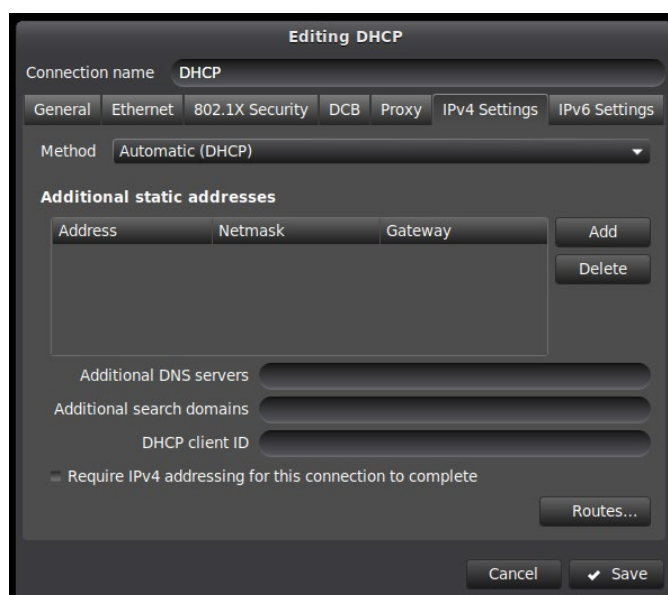 Editing DHCP
Connection name DHCP
General Ethernet 802.1X Security DCB Proxy IPv4 Settings IPv6 Settings
Method Automatic (DHCP)
Additional static addresses
Address Netmask Gateway Add
Delete
Additional DNS servers
Additional search domains
DHCP client ID
Require IPv4 addressing for this connection to complete
Routes...
Cancel Save